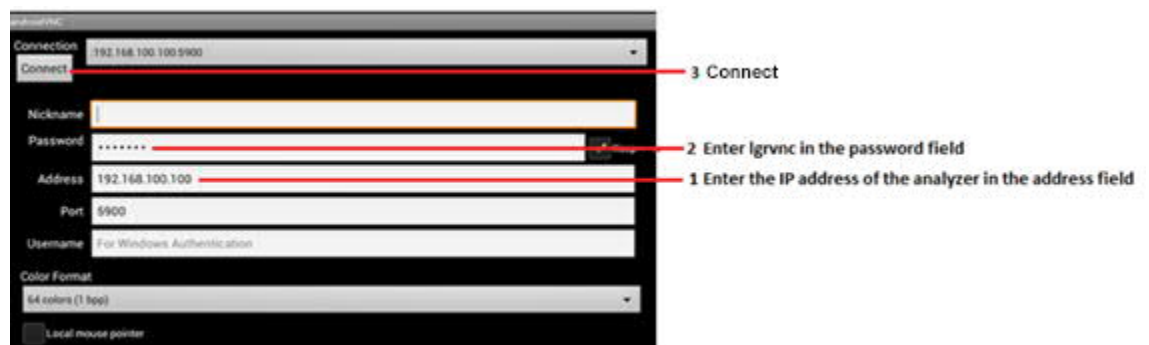 androidVNC
Connection 192.168.100.100:5900
Connect
3 Connect
Nickname
Password ·······
2 Enter lgrvnc in the password field
Address 192.168.100.100
1 Enter the IP address of the analyzer in the address field
Port 5900
Username For Windows Authentication
Color Format
64 colors (1 bpp)
Local mouse pointer